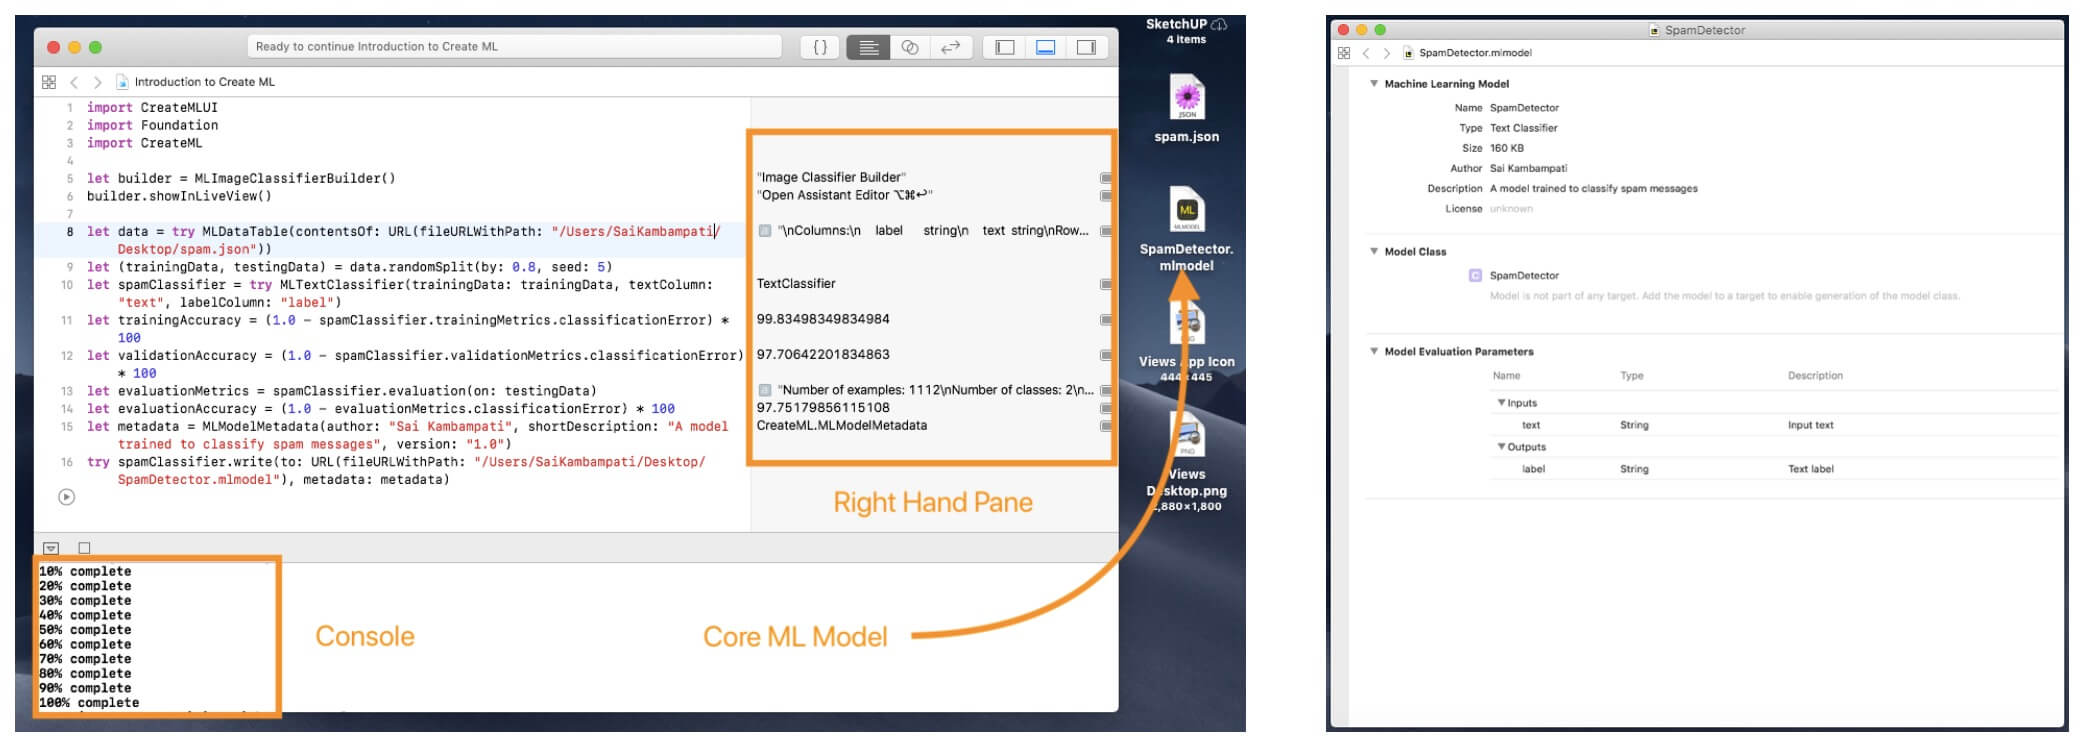 Ready to continue Introduction to Create ML
{ }
Introduction to Create ML
1 import CreateMLUI
2 import Foundation
3 import CreateML
4
5 let builder = MLImageClassifierBuilder()
6 builder.showInLiveView()
7
8 let data = try MLDataTable(contentsOf: URL(fileURLWithPath: "/Users/SaiKambampati/
Desktop/spam.json"))
9 let (trainingData, testingData) = data.randomSplit(by: 0.8, seed: 5)
10 let spamClassifier = try MLTextClassifier(trainingData: trainingData, textColumn:
"text", labelColumn: "label")
11 let trainingAccuracy = (1.0 - spamClassifier.trainingMetrics.classificationError) *
100
12 let validationAccuracy = (1.0 - spamClassifier.validationMetrics.classificationError)
* 100
13 let evaluationMetrics = spamClassifier.evaluation(on: testingData)
14 let evaluationAccuracy = (1.0 - evaluationMetrics.classificationError) * 100
15 let metadata = MLModelMetadata(author: "Sai Kambampati", shortDescription: "A model
trained to classify spam messages", version: "1.0")
16 try spamClassifier.write(to: URL(fileURLWithPath: "/Users/SaiKambampati/Desktop/
SpamDetector.mlmodel"), metadata: metadata)
"Image Classifier Builder"
"Open Assistant Editor ⌥⌘↩"
"\nColumns:\n label string\n text string\nRow...
TextClassifier
99.83498349834984
97.70642201834863
"Number of examples: 1112\nNumber of classes: 2\n...
97.75179856115108
CreateML.MLModelMetadata
Right Hand Pane
10% complete
20% complete
30% complete
40% complete
50% complete
60% complete
70% complete
80% complete
90% complete
100% complete
Console
Core ML Model
SketchUP
4 items
JSON
spam.json
ML
MLMODEL
SpamDetector.
mlmodel
PNG
Views App Icon
444×445
PNG
Views
Desktop.png
2,880×1,800
SpamDetector
SpamDetector.mlmodel
Machine Learning Model
Name SpamDetector
Type Text Classifier
Size 160 KB
Author Sai Kambampati
Description A model trained to classify spam messages
License unknown
Model Class
C SpamDetector
Model is not part of any target. Add the model to a target to enable generation of the model class.
Model Evaluation Parameters
Name Type Description
Inputs
text String Input text
Outputs
label String Text label